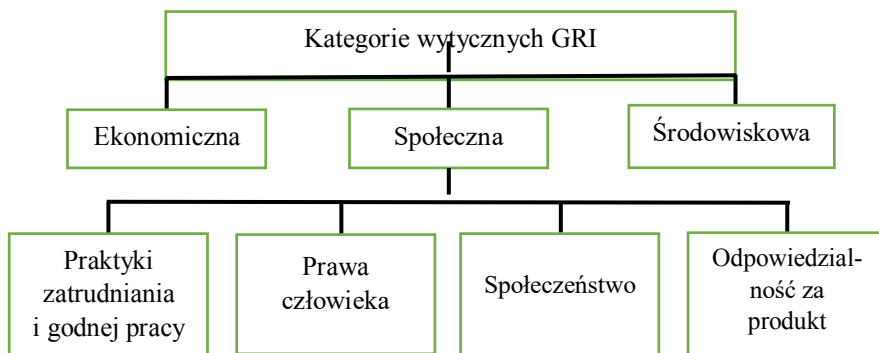 Kategorie wytycznych GRI
Ekonomiczna
Społeczna
Środowiskowa
Praktyki
zatrudniania
i godnej pracy
Prawa
człowieka
Społeczeństwo
Odpowiedzial-
ność za
produkt